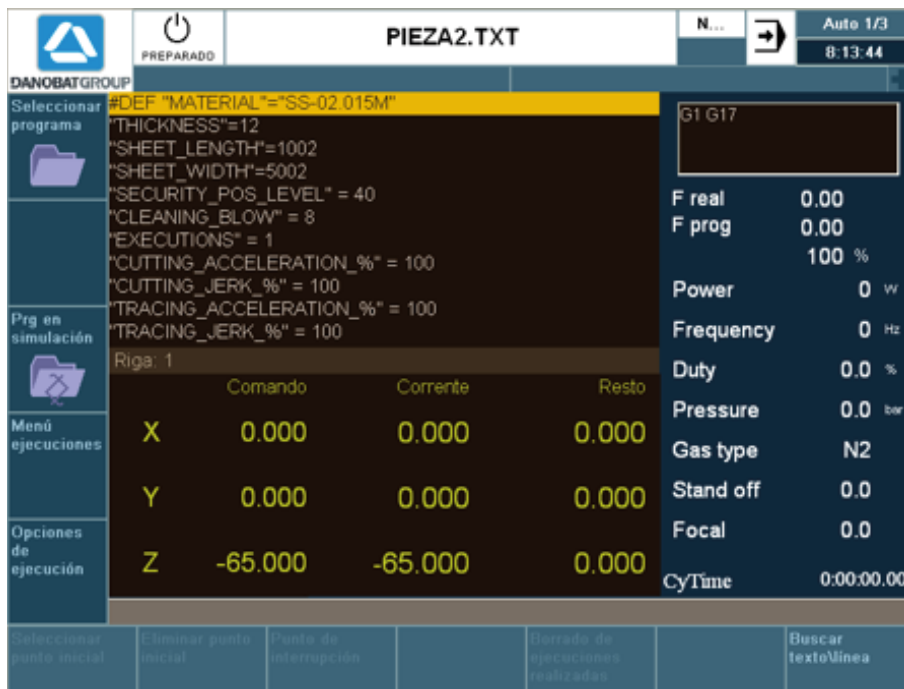 DANOBATGROUP
PREPARADO
PIEZA2.TXT
N...
Auto 1/3
8:13:44
Seleccionar
programa
Prg en
simulación
Menú
ejecuciones
Opciones
de
ejecución
#DEF "MATERIAL"="SS-02.015M"
"THICKNESS"=12
"SHEET_LENGTH"=1002
"SHEET_WIDTH"=5002
"SECURITY_POS_LEVEL" = 40
"CLEANING_BLOW" = 8
"EXECUTIONS" = 1
"CUTTING_ACCELERATION_%" = 100
"CUTTING_JERK_%" = 100
"TRACING_ACCELERATION_%" = 100
"TRACING_JERK_%" = 100
Riga: 1
Comando Corrente Resto
X 0.000 0.000 0.000
Y 0.000 0.000 0.000
Z -65.000 -65.000 0.000
G1 G17
F real 0.00
F prog 0.00
100 %
Power 0 W
Frequency 0 Hz
Duty 0.0 %
Pressure 0.0 bar
Gas type N2
Stand off 0.0
Focal 0.0
CyTime 0:00:00.00
Seleccionar
punto inicial
Eliminar punto
inicial
Punto de
interrupción
Borrado de
ejecuciones
realizadas
Buscar
texto\línea